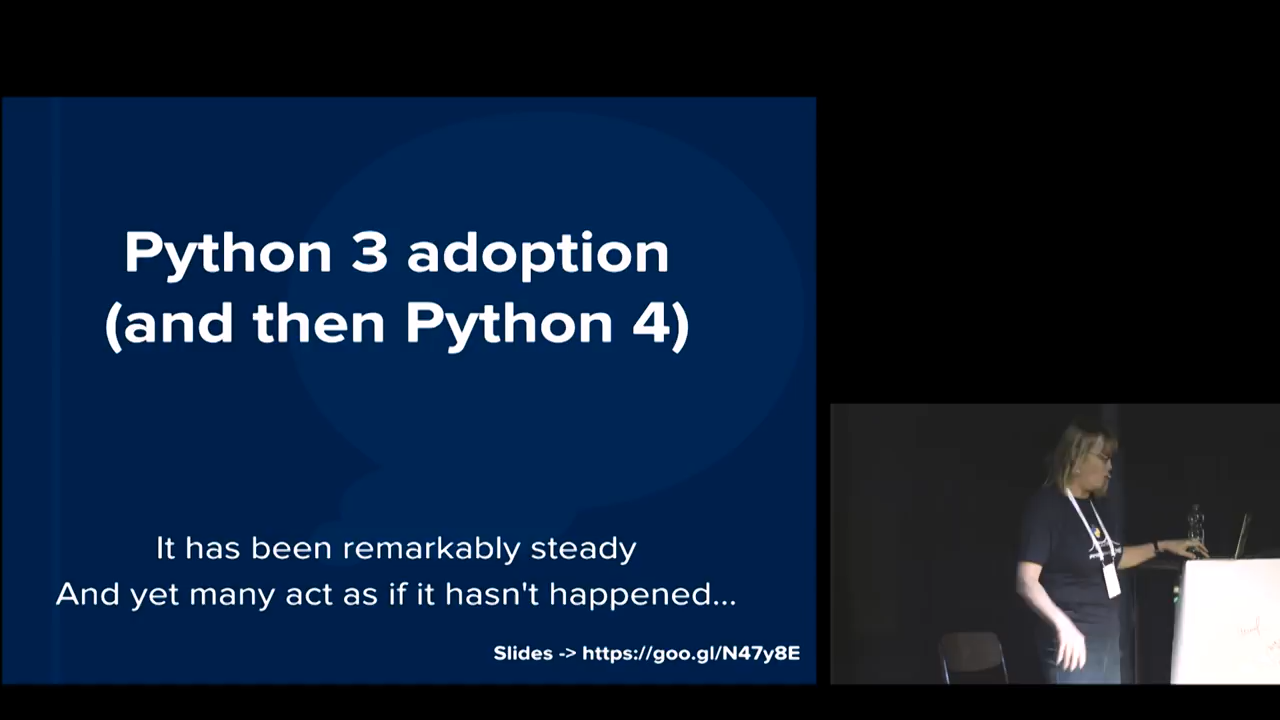 Python 3 adoption
(and then Python 4)
It has been remarkably steady
And yet many act as if it hasn't happened...
Slides -> https://goo.gl/N47y8E